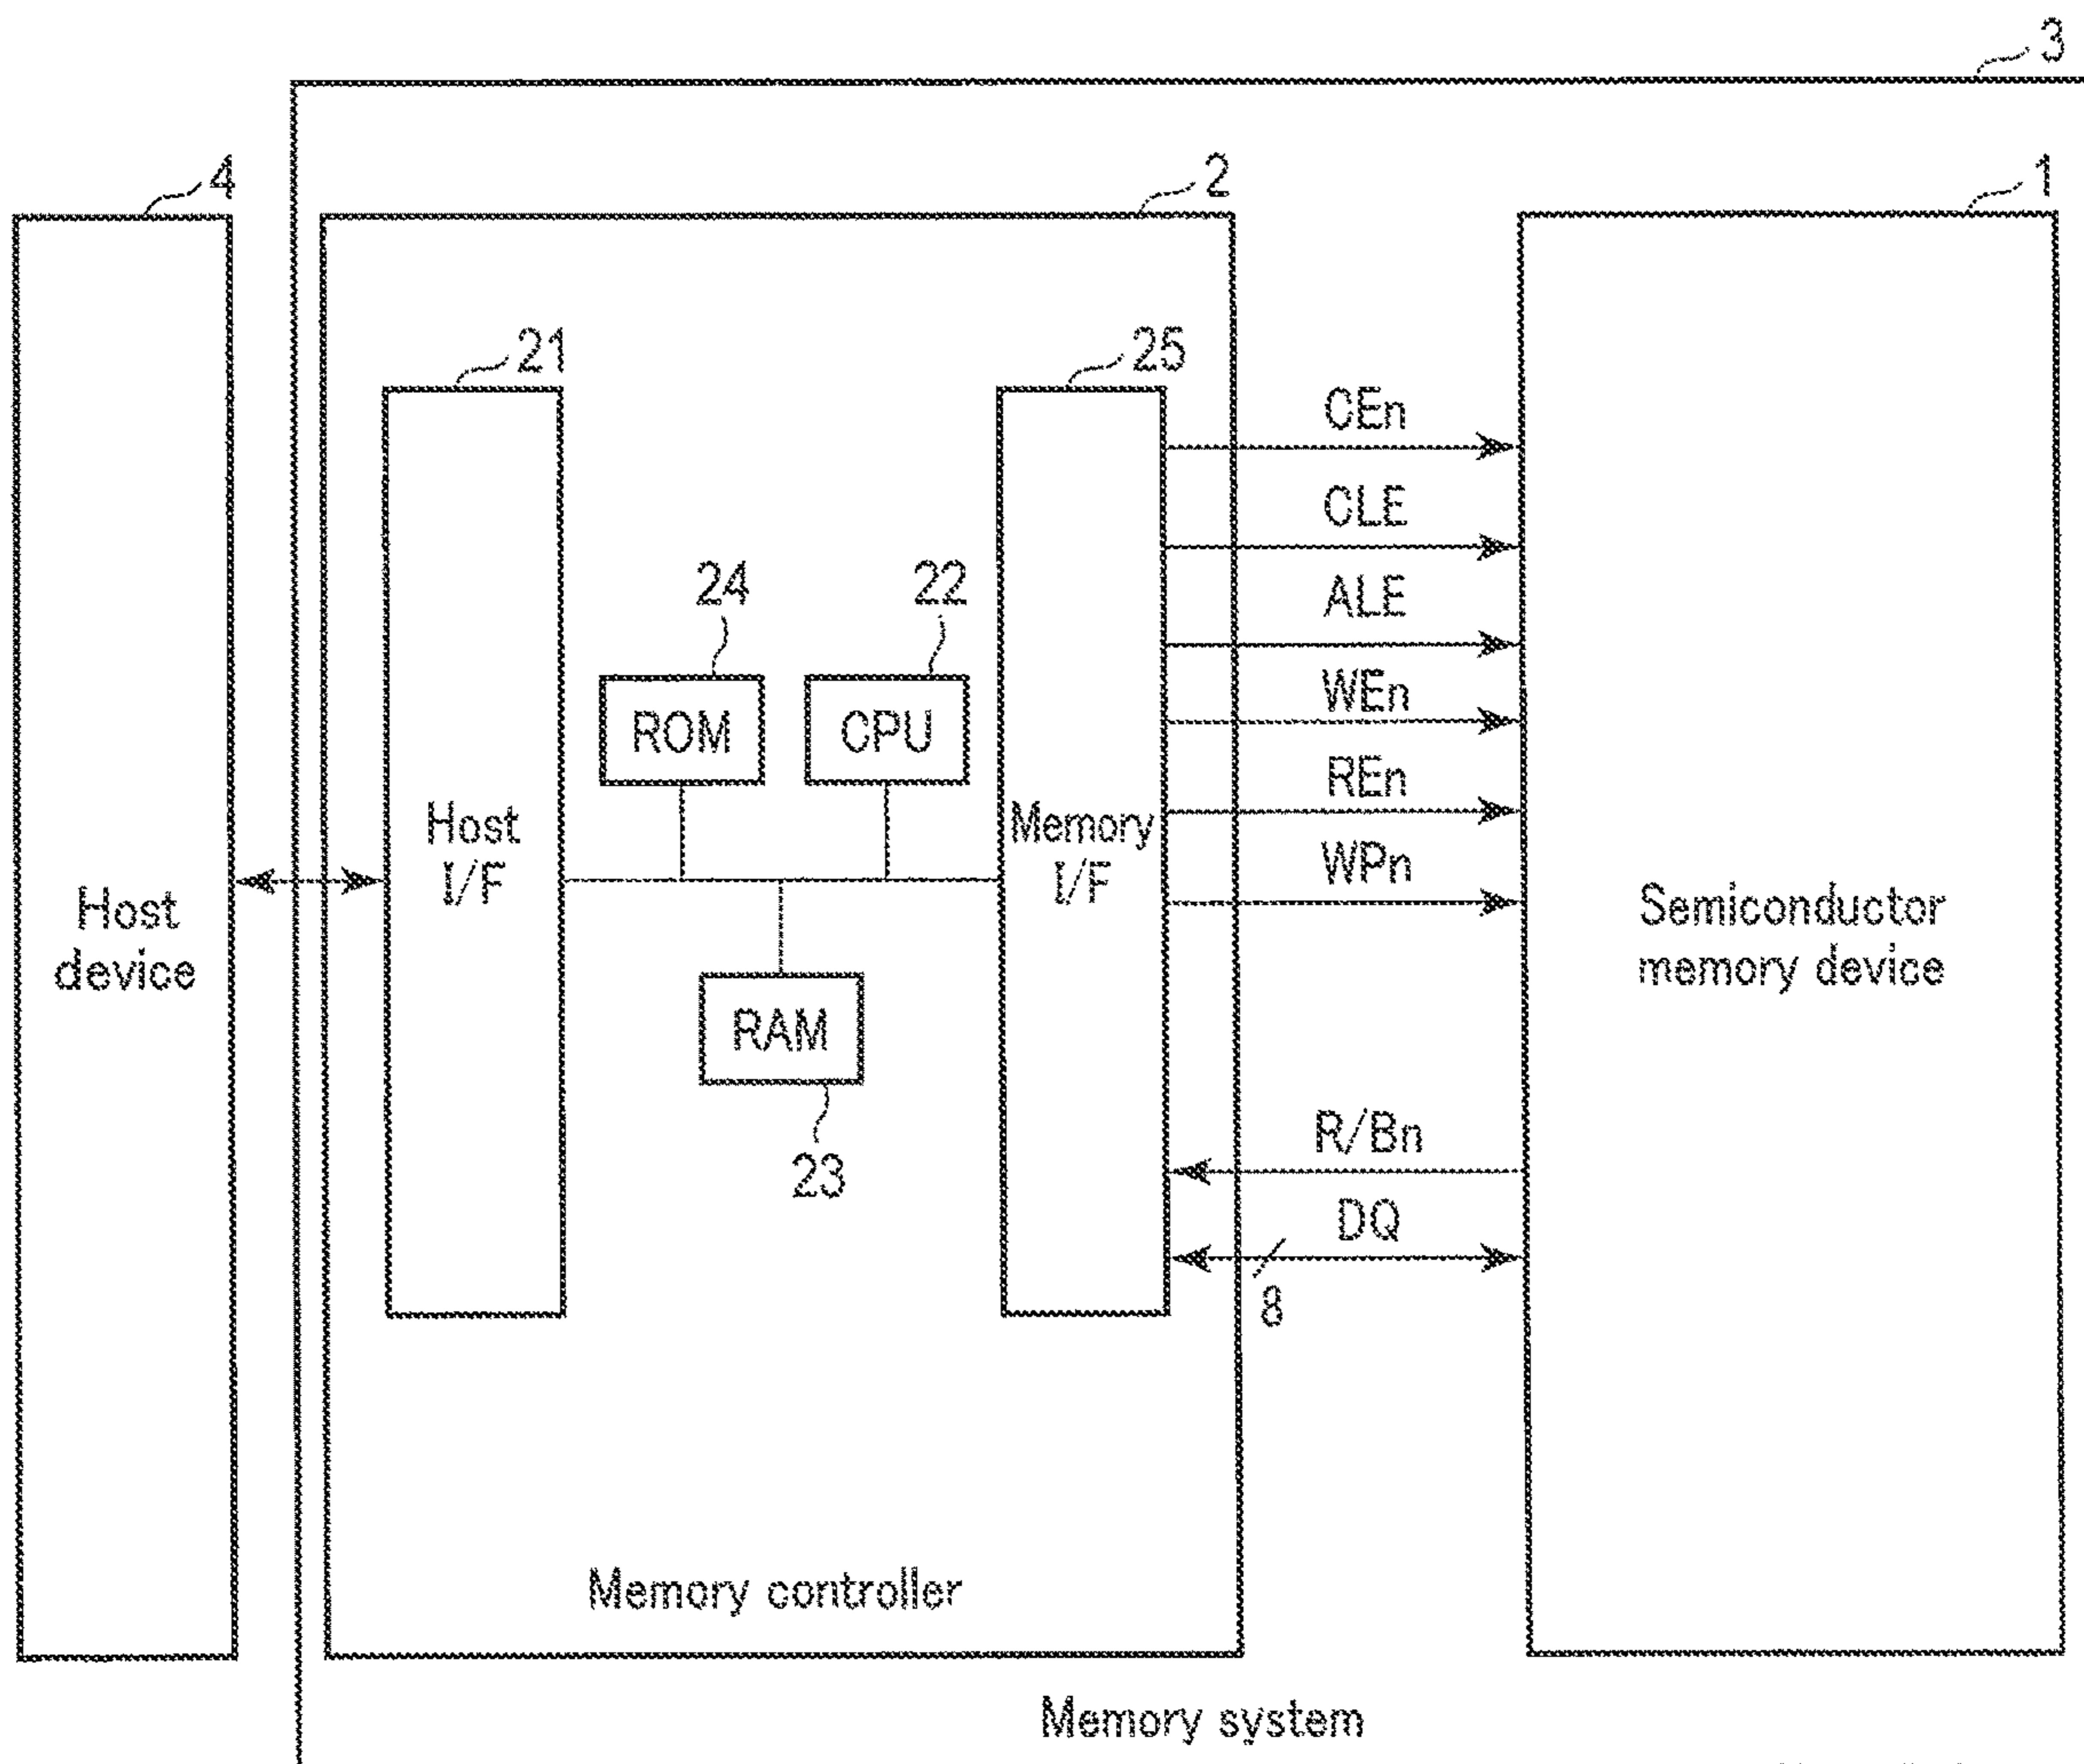 3
4
2
1
21
25
CEn
CLE
24
22
ALE
WEn
ROM
CPU
REn
Host
I/F
Memory
I/F
WPn
Host
device
Semiconductor
memory device
RAM
R/Bn
23
DQ
8
Memory controller
Memory system